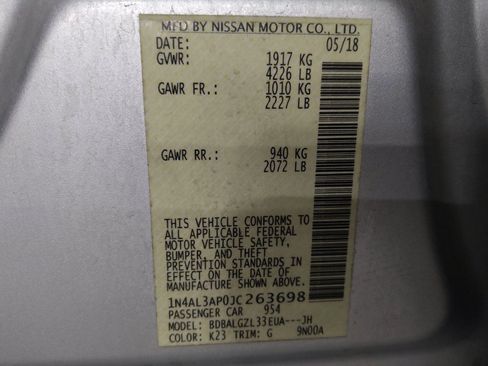 MFD BY NISSAN MOTOR CO., LTD.
DATE: 05/18
GVWR: 1917 KG
4226 LB
GAWR FR.: 1010 KG
2227 LB
GAWR RR.: 940 KG
2072 LB
THIS VEHICLE CONFORMS TO
ALL APPLICABLE FEDERAL
MOTOR VEHICLE SAFETY,
BUMPER, AND THEFT
PREVENTION STANDARDS IN
EFFECT ON THE DATE OF
MANUFACTURE SHOWN ABOVE.
1N4AL3AP0JC263698
PASSENGER CAR 954
MODEL: BDBALGZL33EUA---JH
COLOR: K23 TRIM: G 9N00A